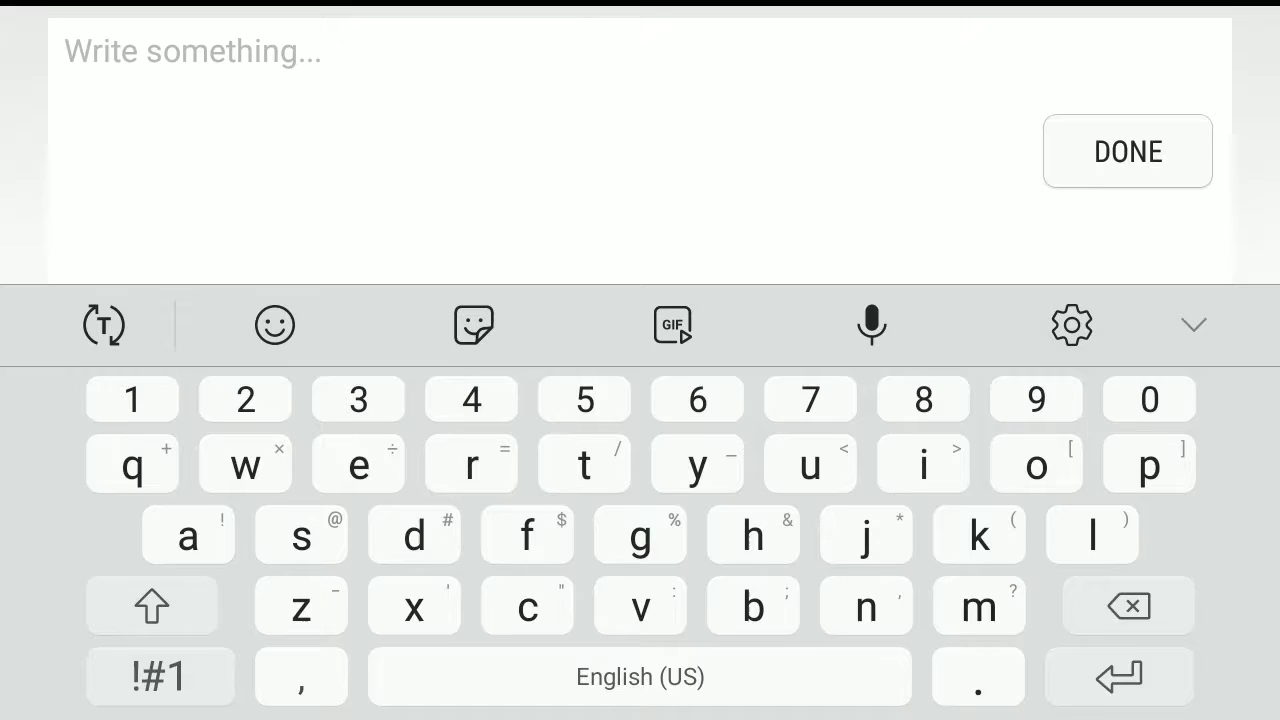 Write something...
DONE
T GIF
1 2 3 4 5 6 7 8 9 0
q + w × e ÷ r = t / y _ u < i > o [ p ]
a ! s @ d # f $ g % h & j * k ( l )
z - x ' c " v : b ; n , m ?
!#1 , English (US) .